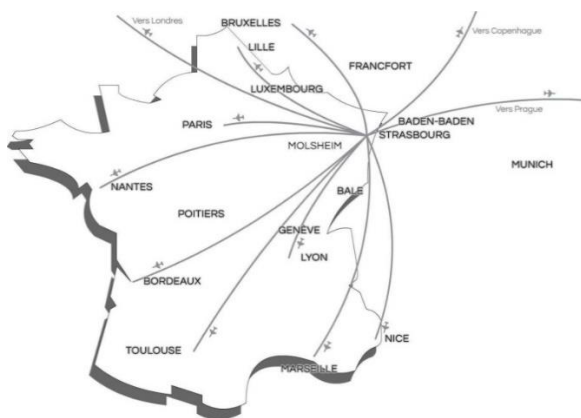 Vers Londres
BRUXELLES
LILLE
Vers Copenhague
FRANCFORT
LUXEMBOURG
Vers Prague
PARIS
BADEN-BADEN
STRASBOURG
MOLSHEIM
MUNICH
NANTES
BALE
POITIERS
GENEVE
LYON
BORDEAUX
NICE
TOULOUSE
MARSEILLE